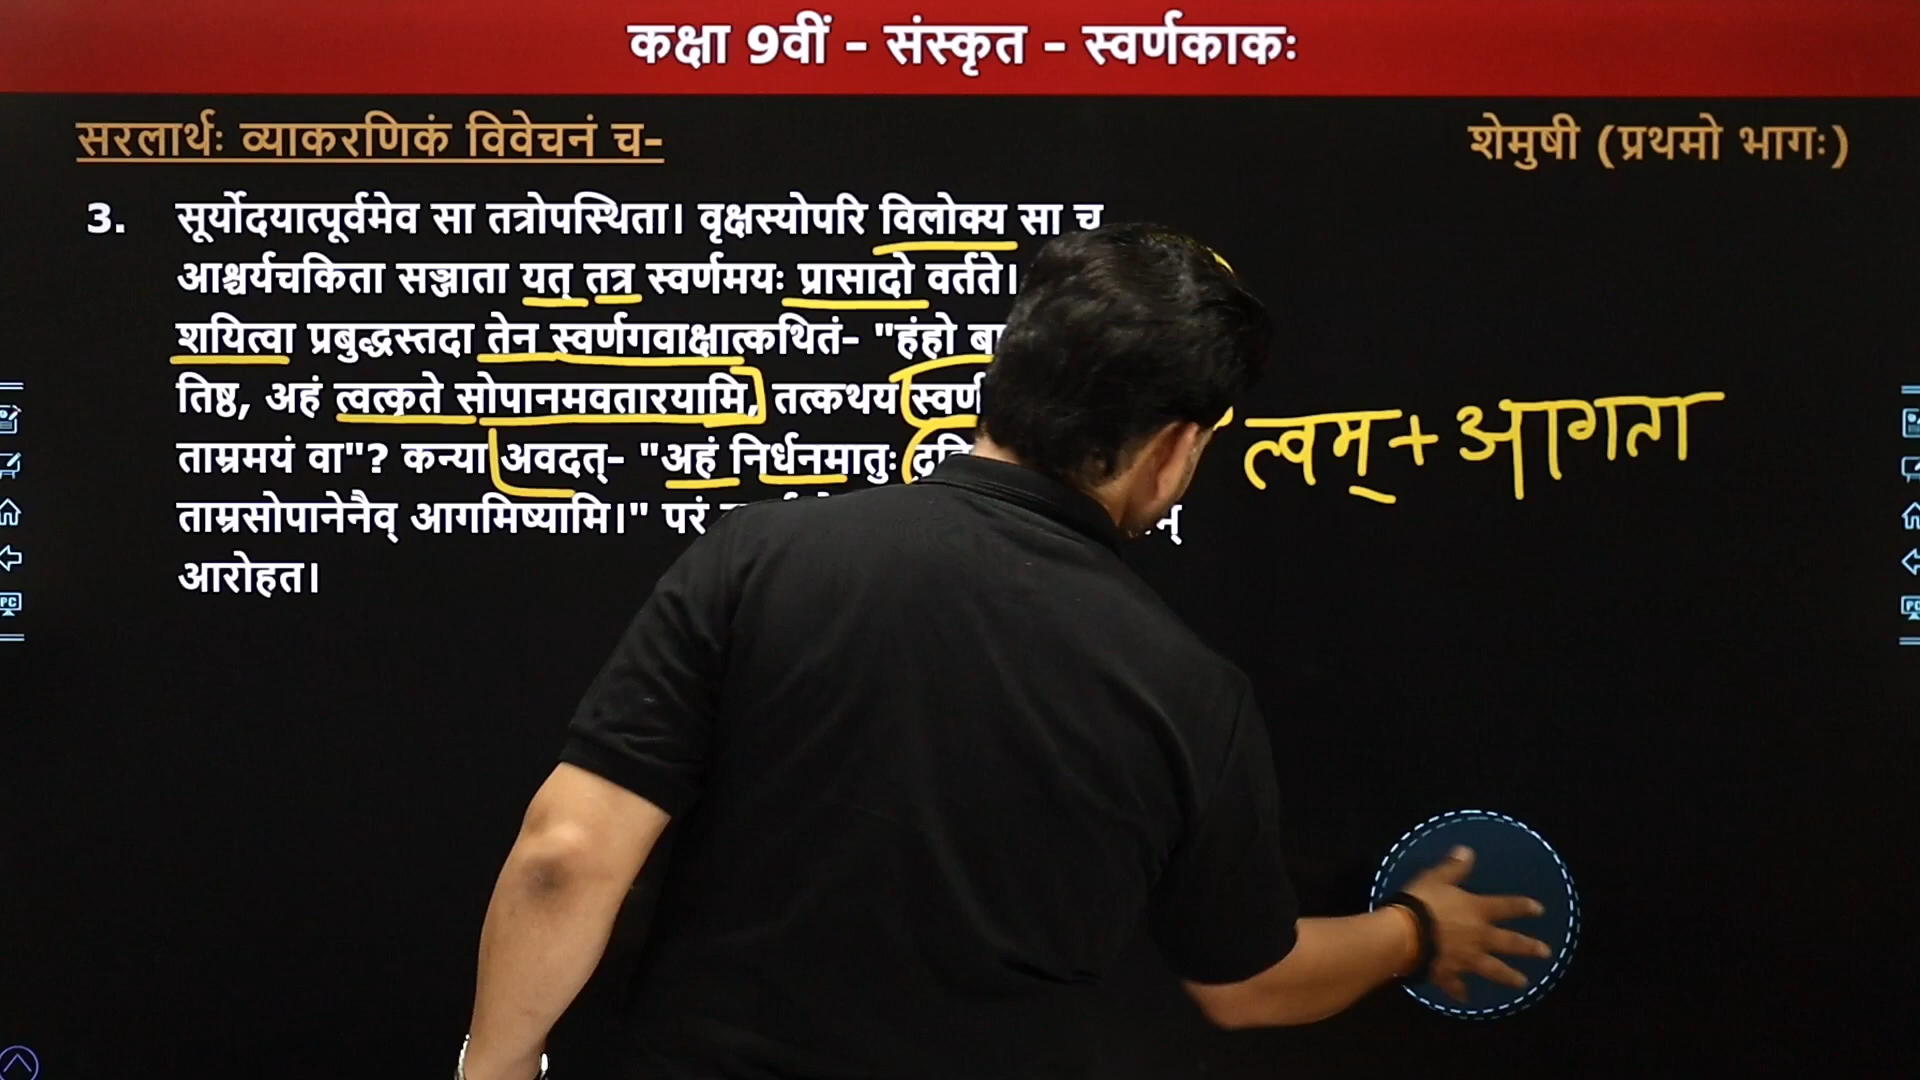 कक्षा 9वीं - संस्कृत - स्वर्णकाकः
सरलार्थः व्याकरणिकं विवेचनं च-
शेमुषी (प्रथमो भागः)
3. सूर्योदयात्पूर्वमेव सा तत्रोपस्थिता। वृक्षस्योपरि विलोक्य सा च
आश्चर्यचकिता सञ्जाता यत् तत्र स्वर्णमयः प्रासादो वर्तते।
शयित्वा प्रबुद्धस्तदा तेन स्वर्णगवाक्षात्कथितं- "हंहो
तिष्ठ, अहं त्वत्कृते सोपानमवतारयामि, तत्कथय
ताम्रमयं वा"? कन्या अवदत्- "अहं निर्धनमातुः
ताम्रसोपानेनैव् आगमिष्यामि।" परं
आरोहत।
त्वम् + आगता
PC
PC